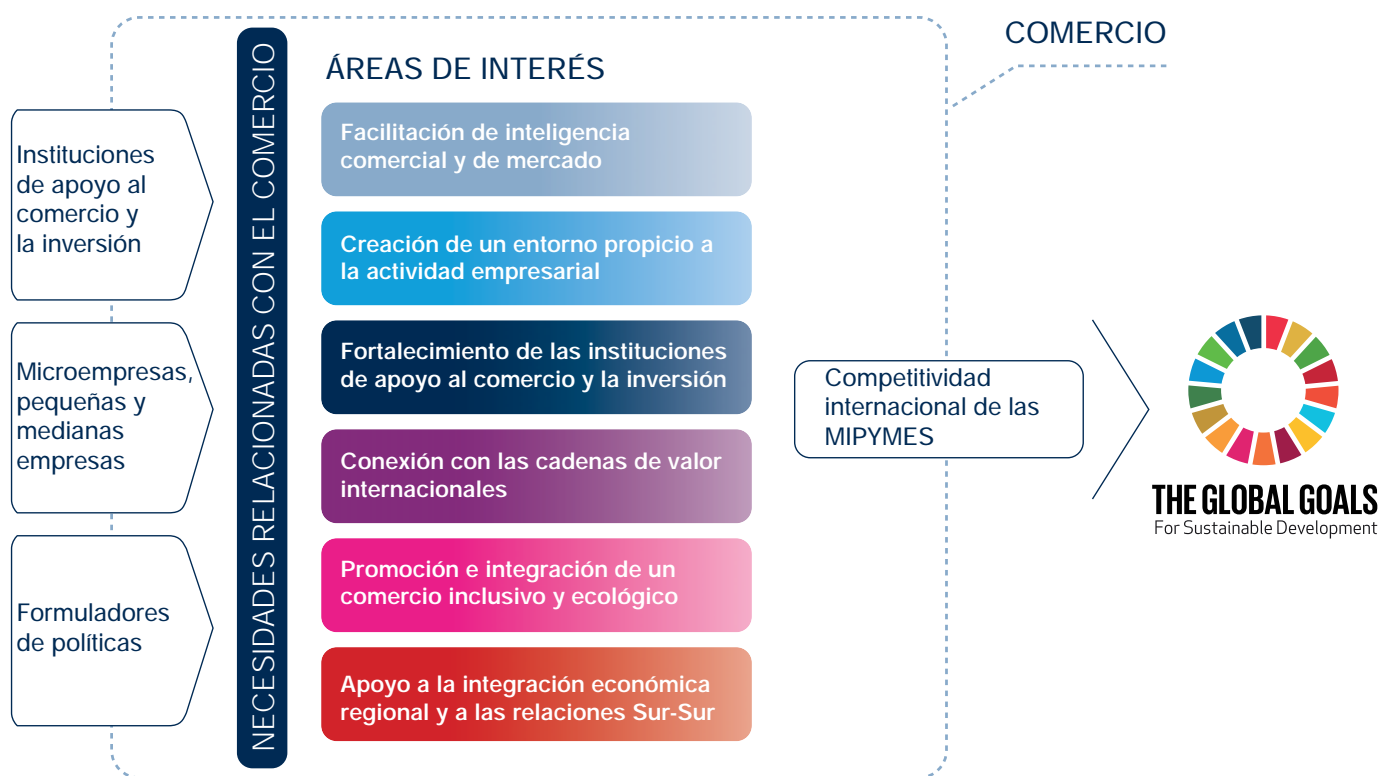 COMERCIO
Instituciones
de apoyo al
comercio y
la inversión
Microempresas,
pequeñas y
medianas
empresas
Formuladores
de políticas
NECESIDADES RELACIONADAS CON EL COMERCIO
ÁREAS DE INTERÉS
Facilitación de inteligencia
comercial y de mercado
Creación de un entorno propicio a
la actividad empresarial
Fortalecimiento de las instituciones
de apoyo al comercio y la inversión
Conexión con las cadenas de valor
internacionales
Promoción e integración de un
comercio inclusivo y ecológico
Apoyo a la integración económica
regional y a las relaciones Sur-Sur
Competitividad
internacional de las
MIPYMES
THE GLOBAL GOALS
For Sustainable Development